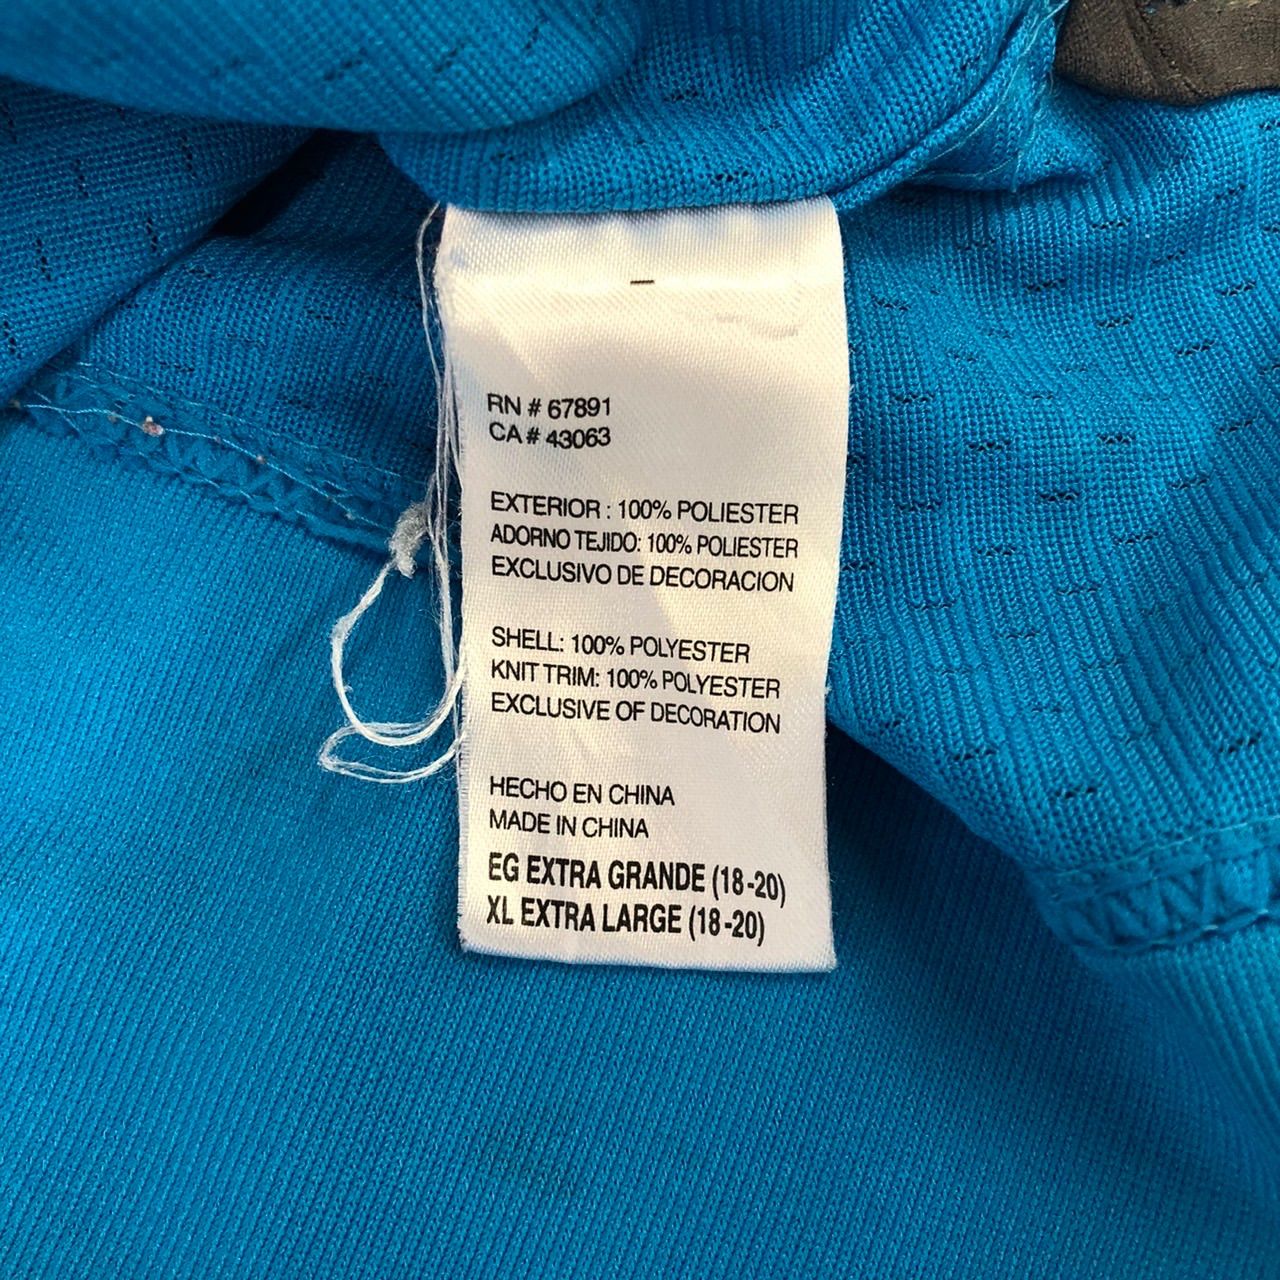 RN # 67891
CA # 43063
EXTERIOR : 100% POLIESTER
ADORNO TEJIDO: 100% POLIESTER
EXCLUSIVO DE DECORACION
SHELL: 100% POLYESTER
KNIT TRIM: 100% POLYESTER
EXCLUSIVE OF DECORATION
HECHO EN CHINA
MADE IN CHINA
EG EXTRA GRANDE (18-20)
XL EXTRA LARGE (18-20)